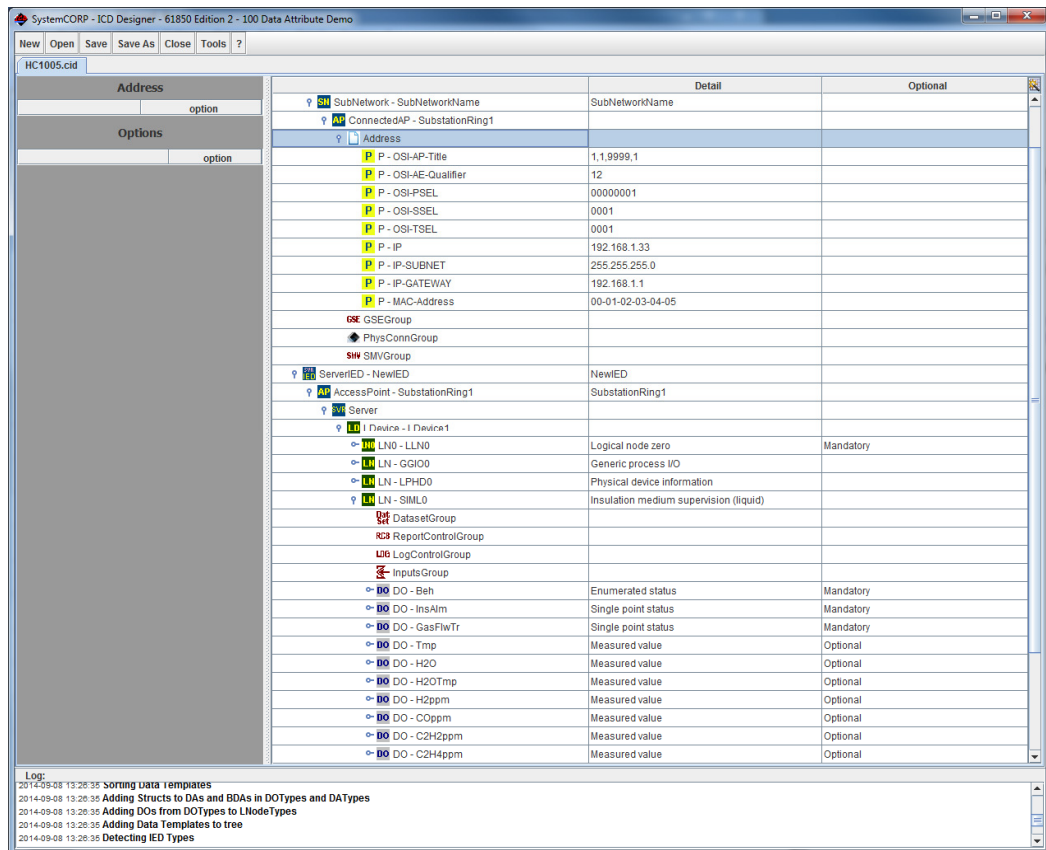 SystemCORP - ICD Designer - 61850 Edition 2 - 100 Data Attribute Demo
New Open Save Save As Close Tools ?
HC1005.cid
Address
option
Options
option
Detail Optional
SN SubNetwork - SubNetworkName SubNetworkName
AP ConnectedAP - SubstationRing1
Address
P P - OSI-AP-Title 1,1,9999,1
P P - OSI-AE-Qualifier 12
P P - OSI-PSEL 00000001
P P - OSI-SSEL 0001
P P - OSI-TSEL 0001
P P - IP 192.168.1.33
P P - IP-SUBNET 255.255.255.0
P P - IP-GATEWAY 192.168.1.1
P P - MAC-Address 00-01-02-03-04-05
GSE GSEGroup
PhysConnGroup
SMV SMVGroup
ServerIED - NewIED NewIED
AP AccessPoint - SubstationRing1 SubstationRing1
SVR Server
LD LDevice - LDevice1
LN0 LN0 - LLN0 Logical node zero Mandatory
LN LN - GGIO0 Generic process I/O
LN LN - LPHD0 Physical device information
LN LN - SIML0 Insulation medium supervision (liquid)
Dat Set DatasetGroup
RCB ReportControlGroup
LOG LogControlGroup
InputsGroup
DO DO - Beh Enumerated status Mandatory
DO DO - InsAlm Single point status Mandatory
DO DO - GasFlwTr Single point status Mandatory
DO DO - Tmp Measured value Optional
DO DO - H2O Measured value Optional
DO DO - H2OTmp Measured value Optional
DO DO - H2ppm Measured value Optional
DO DO - COppm Measured value Optional
DO DO - C2H2ppm Measured value Optional
DO DO - C2H4ppm Measured value Optional
Log:
2014-09-08 13:26:35 Sorting Data Templates
2014-09-08 13:26:35 Adding Structs to DAs and BDAs in DOTypes and DATypes
2014-09-08 13:26:35 Adding DOs from DOTypes to LNodeTypes
2014-09-08 13:26:35 Adding Data Templates to tree
2014-09-08 13:26:35 Detecting IED Types